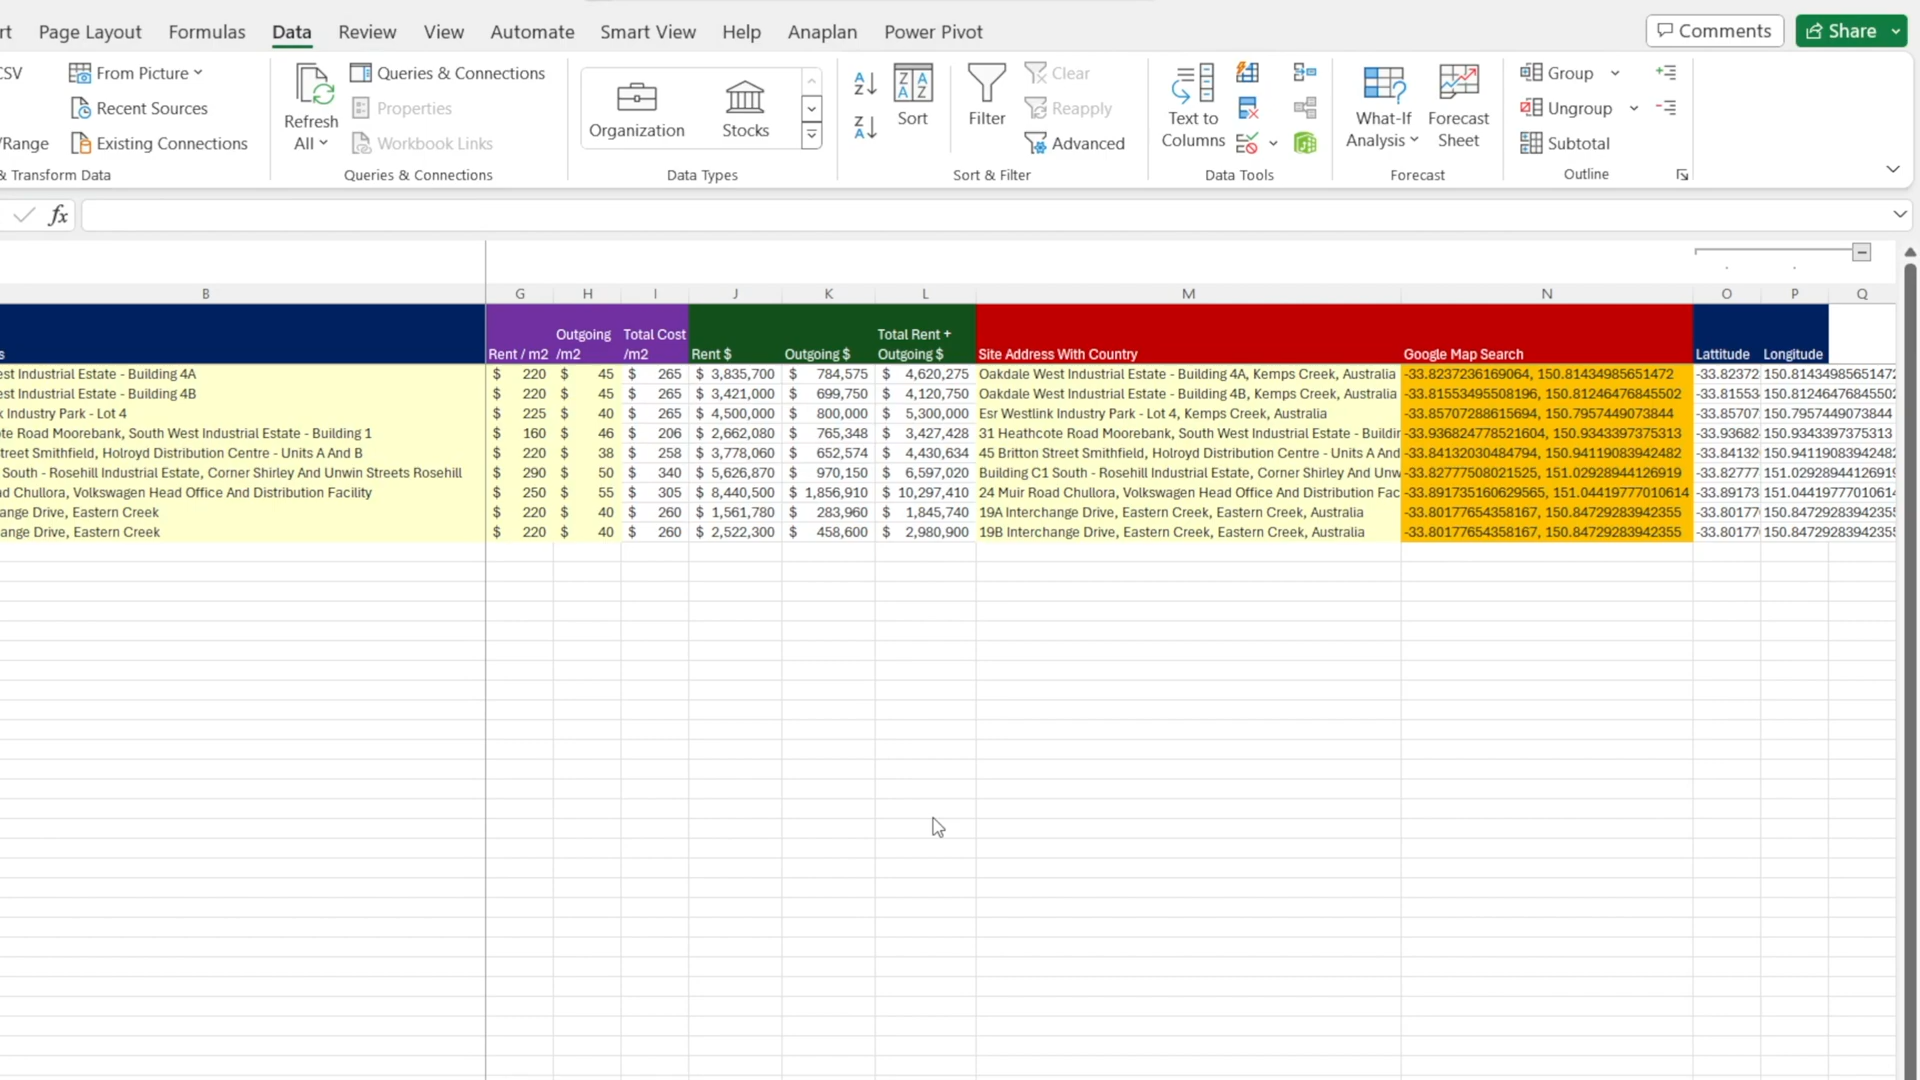 rt Page Layout Formulas Data Review View Automate Smart View Help Anaplan Power Pivot Comments Share
CSV From Picture Queries & Connections Clear Group
Recent Sources Properties Reapply Ungroup
/Range Existing Connections Workbook Links Advanced Subtotal
Refresh All
Organization Stocks
Sort Filter
Text to Columns
What-If Analysis Forecast Sheet
& Transform Data Queries & Connections Data Types Sort & Filter Data Tools Forecast Outline
fx
B G H I J K L M N O P Q
s Rent / m2 Outgoing /m2 Total Cost /m2 Rent $ Outgoing $ Total Rent + Outgoing $ Site Address With Country Google Map Search Lattitude Longitude
est Industrial Estate - Building 4A $ 220 $ 45 $ 265 $ 3,835,700 $ 784,575 $ 4,620,275 Oakdale West Industrial Estate - Building 4A, Kemps Creek, Australia -33.8237236169064, 150.81434985651472 -33.82372 150.81434985651472
est Industrial Estate - Building 4B $ 220 $ 45 $ 265 $ 3,421,000 $ 699,750 $ 4,120,750 Oakdale West Industrial Estate - Building 4B, Kemps Creek, Australia -33.81553495508196, 150.81246476845502 -33.81553 150.81246476845502
k Industry Park - Lot 4 $ 225 $ 40 $ 265 $ 4,500,000 $ 800,000 $ 5,300,000 Esr Westlink Industry Park - Lot 4, Kemps Creek, Australia -33.85707288615694, 150.7957449073844 -33.85707 150.7957449073844
te Road Moorebank, South West Industrial Estate - Building 1 $ 160 $ 46 $ 206 $ 2,662,080 $ 765,348 $ 3,427,428 31 Heathcote Road Moorebank, South West Industrial Estate - Buildin -33.936824778521604, 150.9343397375313 -33.93682 150.9343397375313
treet Smithfield, Holroyd Distribution Centre - Units A And B $ 220 $ 38 $ 258 $ 3,778,060 $ 652,574 $ 4,430,634 45 Britton Street Smithfield, Holroyd Distribution Centre - Units A And -33.84132030484794, 150.94119083942482 -33.84132 150.94119083942482
South - Rosehill Industrial Estate, Corner Shirley And Unwin Streets Rosehill $ 290 $ 50 $ 340 $ 5,626,870 $ 970,150 $ 6,597,020 Building C1 South - Rosehill Industrial Estate, Corner Shirley And Unw -33.82777508021525, 151.02928944126919 -33.82777 151.02928944126919
d Chullora, Volkswagen Head Office And Distribution Facility $ 250 $ 55 $ 305 $ 8,440,500 $ 1,856,910 $ 10,297,410 24 Muir Road Chullora, Volkswagen Head Office And Distribution Fac -33.891735160629565, 151.04419777010614 -33.89173 151.04419777010614
ange Drive, Eastern Creek $ 220 $ 40 $ 260 $ 1,561,780 $ 283,960 $ 1,845,740 19A Interchange Drive, Eastern Creek, Eastern Creek, Australia -33.80177654358167, 150.84729283942355 -33.80177 150.84729283942355
ange Drive, Eastern Creek $ 220 $ 40 $ 260 $ 2,522,300 $ 458,600 $ 2,980,900 19B Interchange Drive, Eastern Creek, Eastern Creek, Australia -33.80177654358167, 150.84729283942355 -33.80177 150.84729283942355